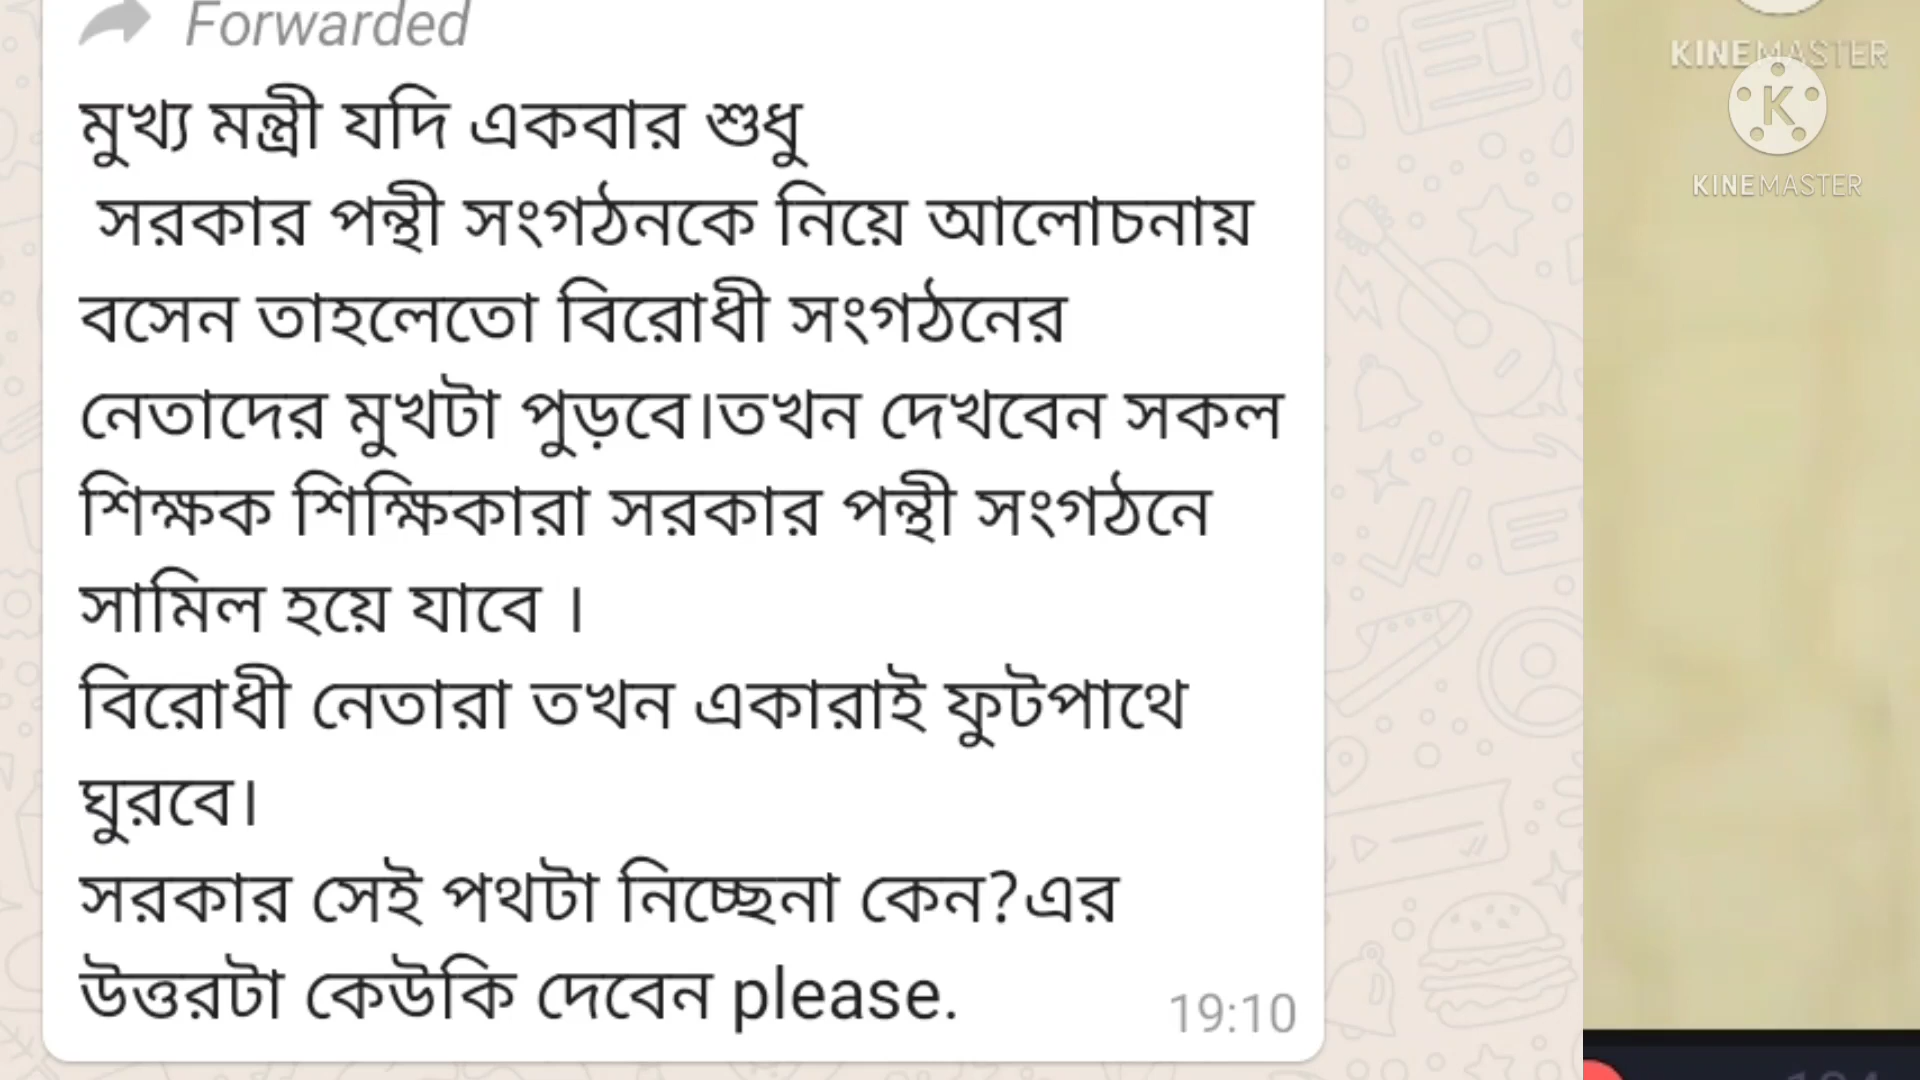 Forwarded
মুখ্য মন্ত্রী যদি একবার শুধু
সরকার পন্থী সংগঠনকে নিয়ে আলোচনায়
বসেন তাহলেতো বিরোধী সংগঠনের
নেতাদের মুখটা পুড়বে।তখন দেখবেন সকল
শিক্ষক শিক্ষিকারা সরকার পন্থী সংগঠনে
সামিল হয়ে যাবে ।
বিরোধী নেতারা তখন একারাই ফুটপাথে
ঘুরবে।
সরকার সেই পথটা নিচ্ছেনা কেন?এর
উত্তরটা কেউকি দেবেন please.
19:10
KINEMASTER
K
KINEMASTER